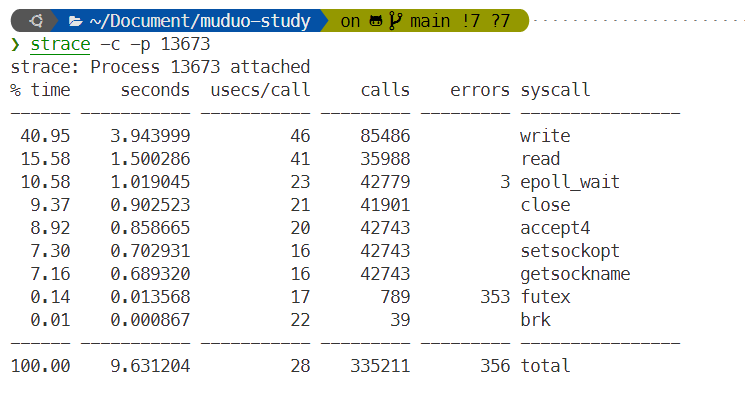 ~/Document/muduo-study on main !7 ?7
❯ strace -c -p 13673
strace: Process 13673 attached
% time     seconds  usecs/call     calls    errors syscall
------ ----------- ----------- --------- --------- ----------------
 40.95    3.943999          46     85486           write
 15.58    1.500286          41     35988           read
 10.58    1.019045          23     42779         3 epoll_wait
  9.37    0.902523          21     41901           close
  8.92    0.858665          20     42743           accept4
  7.30    0.702931          16     42743           setsockopt
  7.16    0.689320          16     42743           getsockname
  0.14    0.013568          17       789       353 futex
  0.01    0.000867          22        39           brk
------ ----------- ----------- --------- --------- ----------------
100.00    9.631204          28    335211       356 total